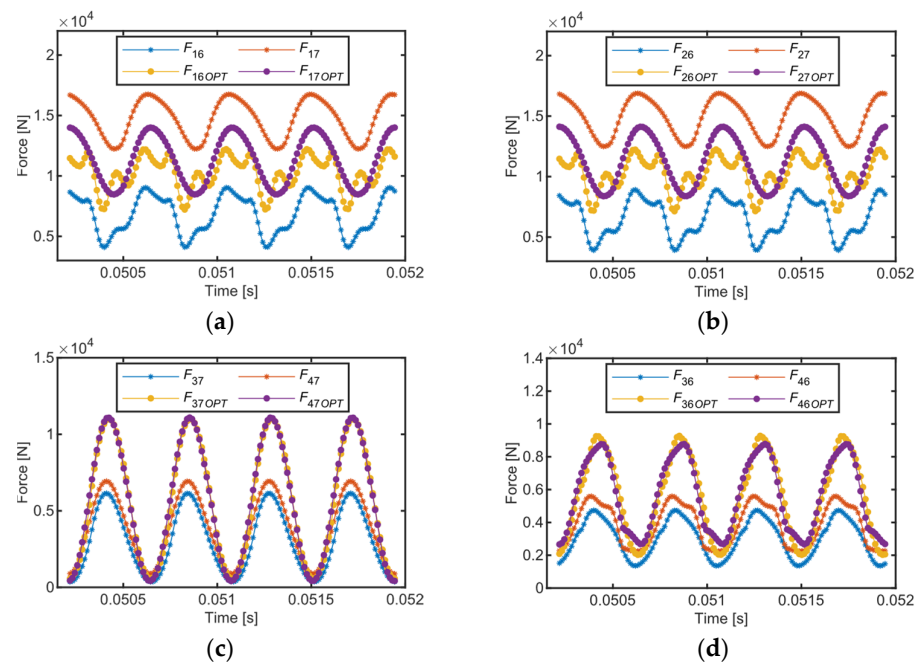 × 10⁴
2
1.5
1
0.5
Force [N]
F₁₆ F₁₇
F₁₆OPT F₁₇OPT
0.0505 0.051 0.0515 0.052
Time [s]
(a)
× 10⁴
2
1.5
1
0.5
Force [N]
F₂₆ F₂₇
F₂₆OPT F₂₇OPT
0.0505 0.051 0.0515 0.052
Time [s]
(b)
× 10⁴
1.5
1
0.5
0
Force [N]
F₃₇ F₄₇
F₃₇OPT F₄₇OPT
0.0505 0.051 0.0515 0.052
Time [s]
(c)
× 10⁴
1.4
1.2
1
0.8
0.6
0.4
0.2
0
Force [N]
F₃₆ F₄₆
F₃₆OPT F₄₆OPT
0.0505 0.051 0.0515 0.052
Time [s]
(d)